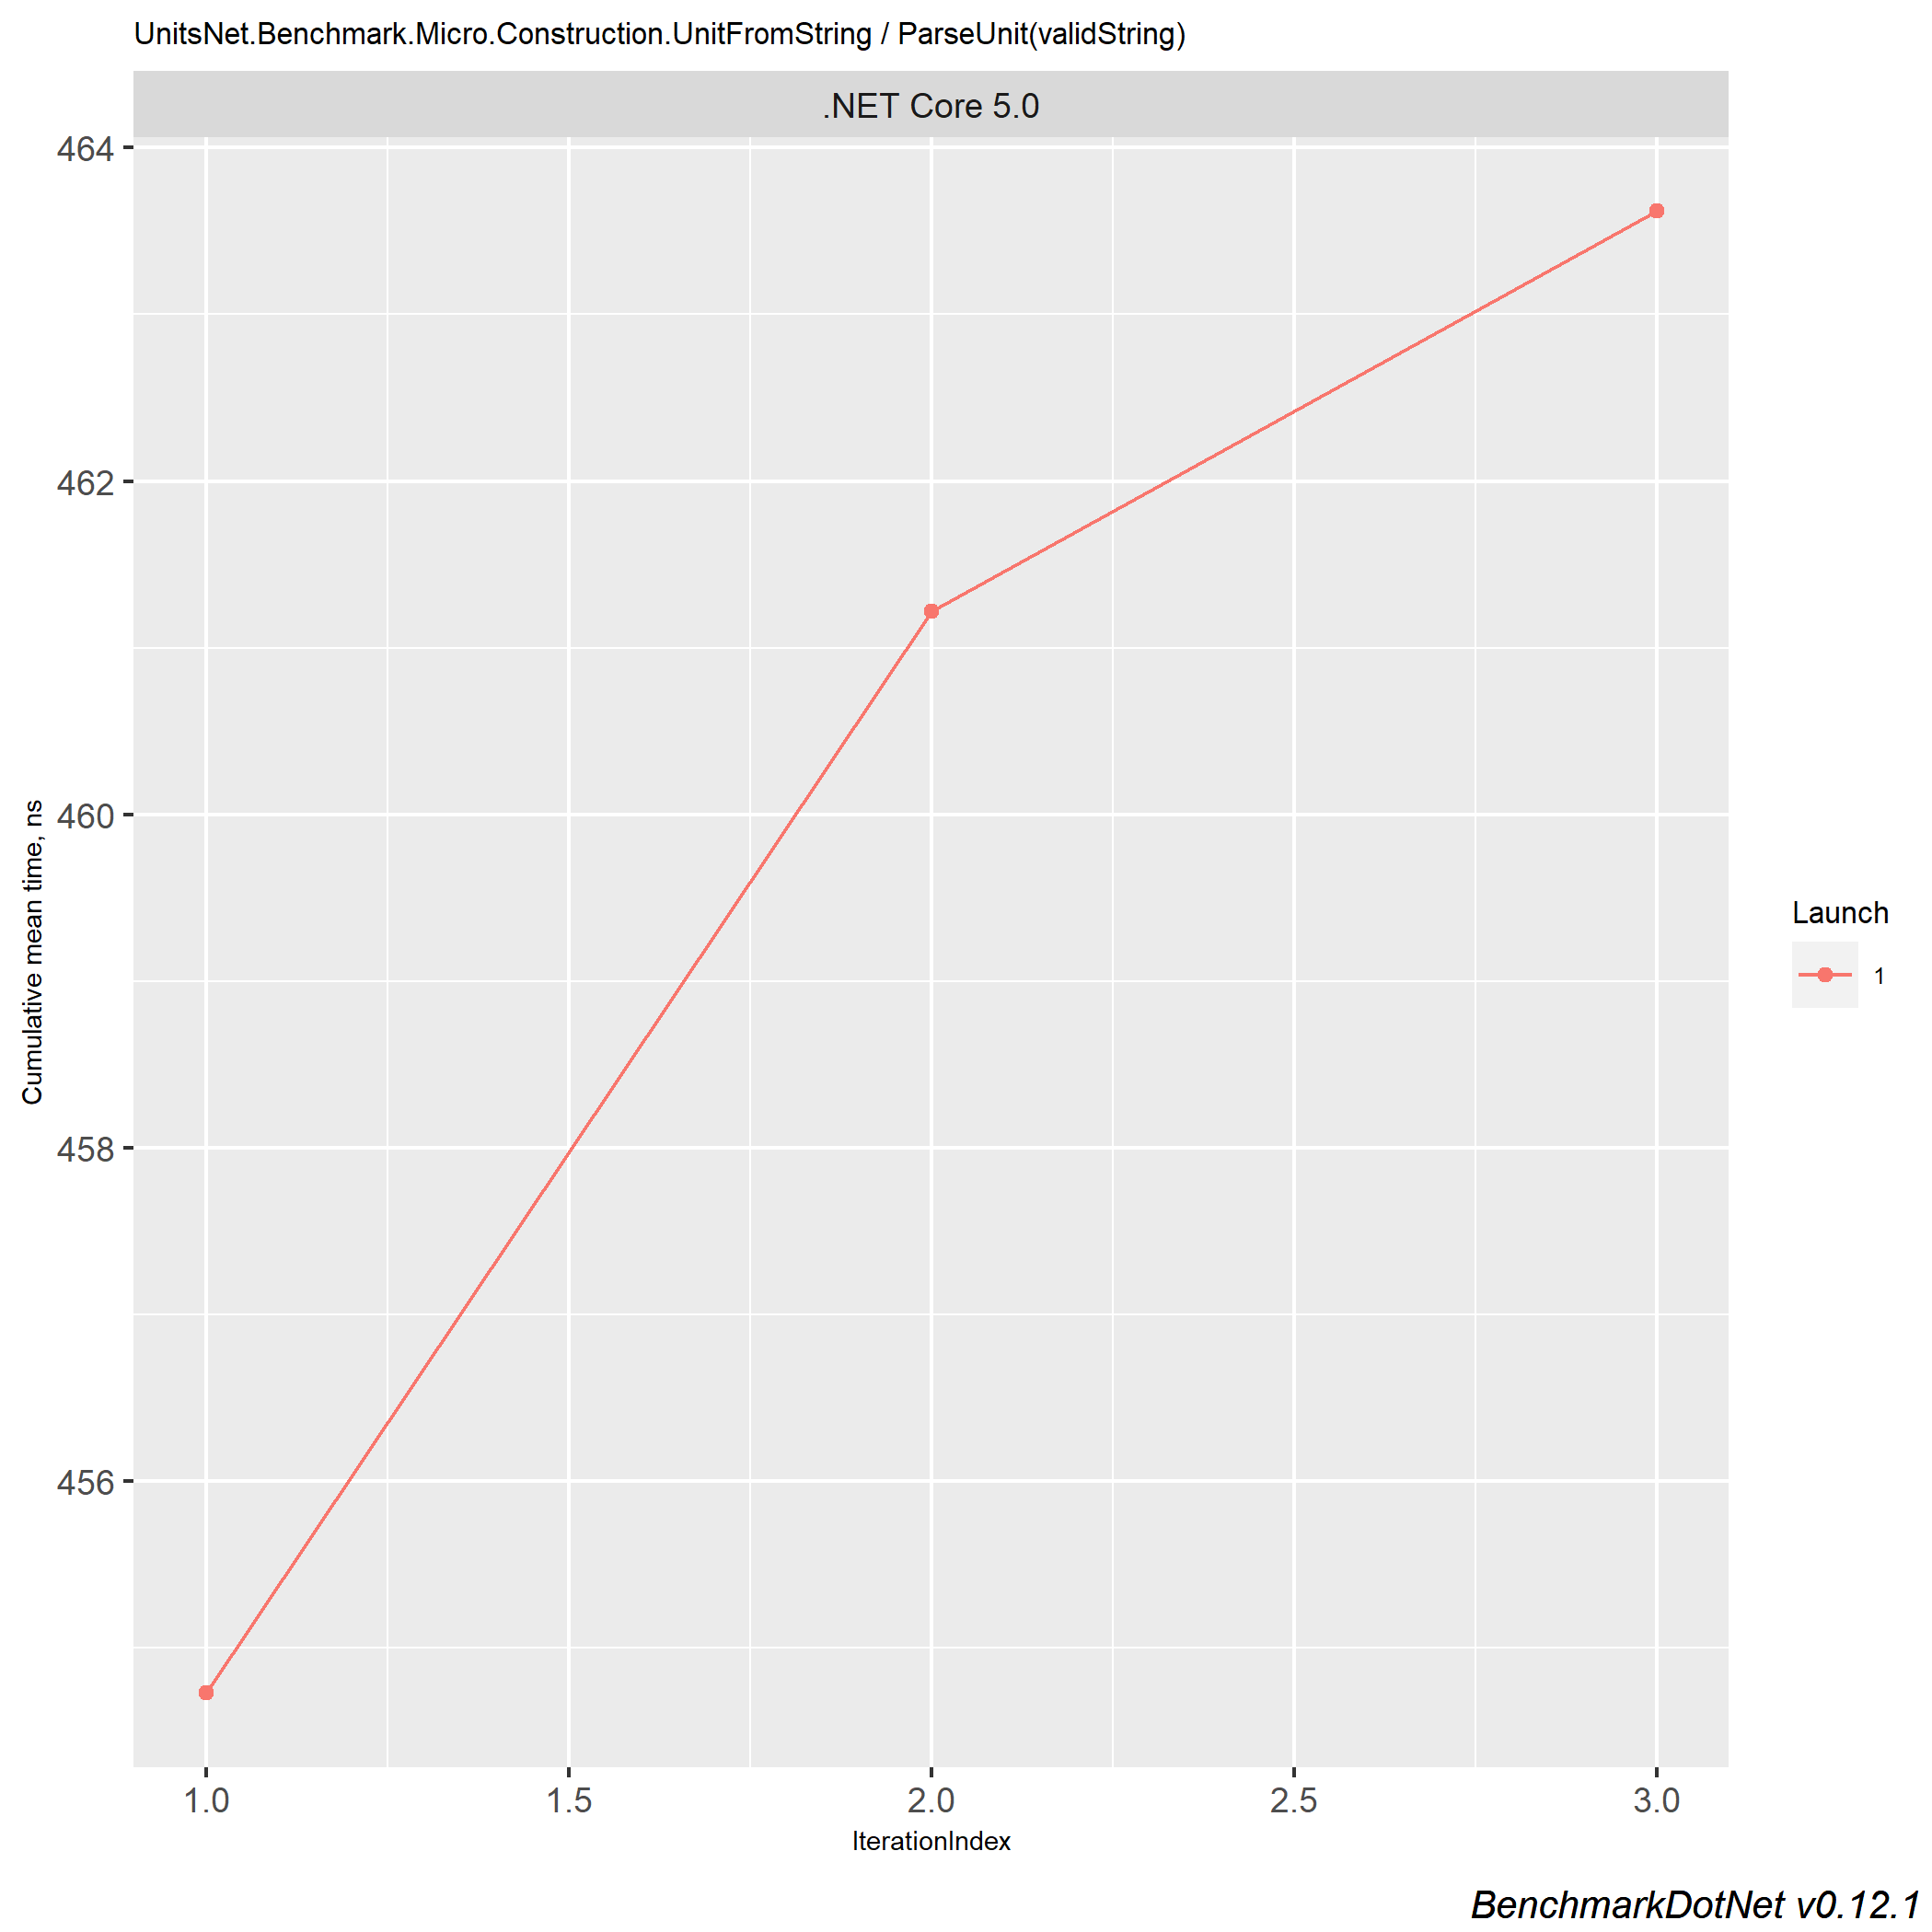 UnitsNet.Benchmark.Micro.Construction.UnitFromString / ParseUnit(validString)
.NET Core 5.0
464
462
460
458
456
Cumulative mean time, ns
1.0 1.5 2.0 2.5 3.0
IterationIndex
Launch
1
BenchmarkDotNet v0.12.1